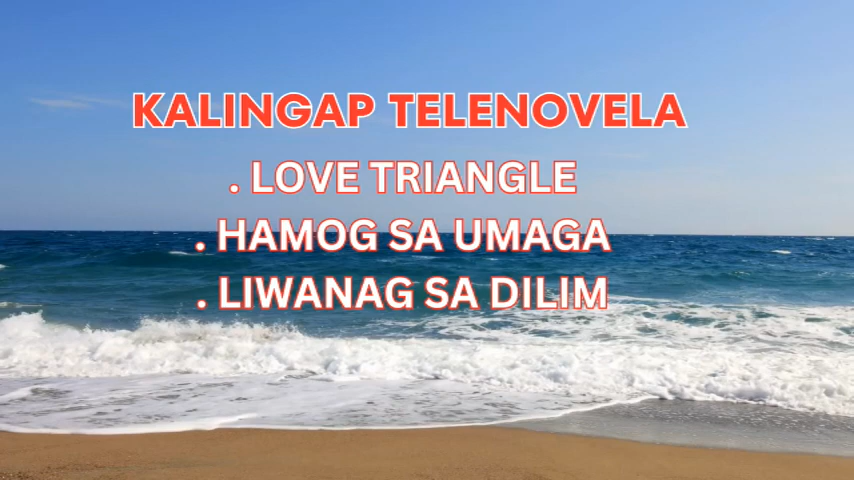 KALINGAP TELENOVELA
. LOVE TRIANGLE
. HAMOG SA UMAGA
. LIWANAG SA DILIM